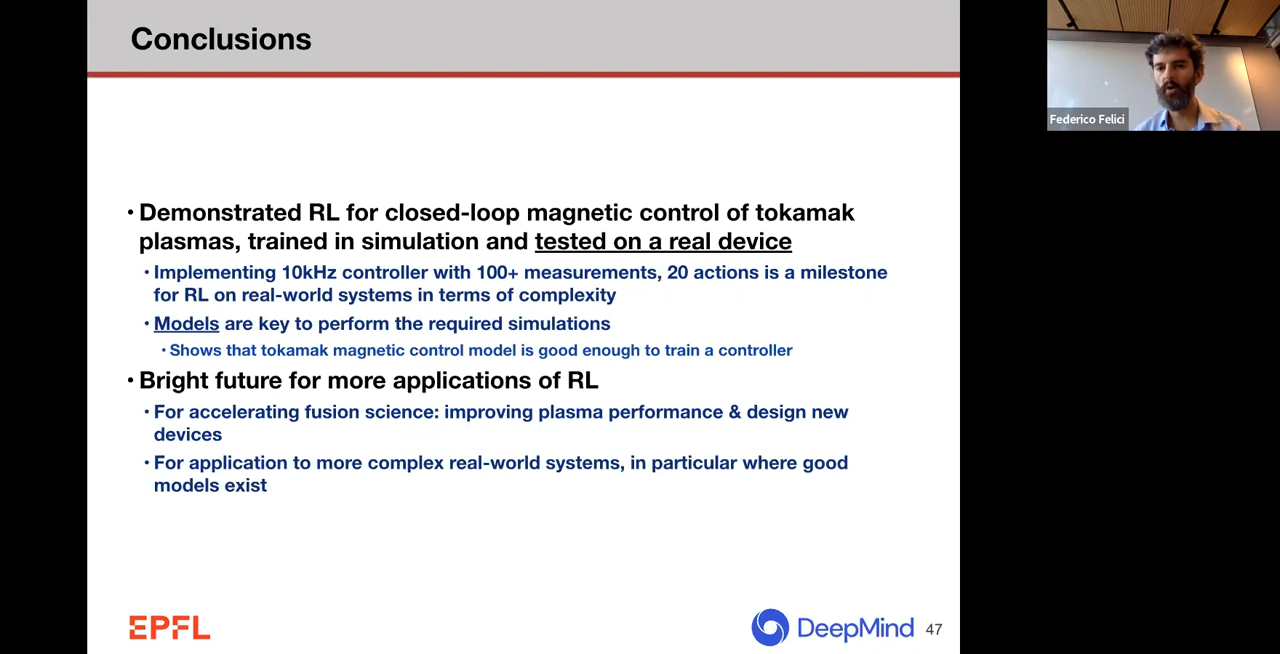 Conclusions
Federico Felici
• Demonstrated RL for closed-loop magnetic control of tokamak
plasmas, trained in simulation and tested on a real device
• Implementing 10kHz controller with 100+ measurements, 20 actions is a milestone
for RL on real-world systems in terms of complexity
• Models are key to perform the required simulations
• Shows that tokamak magnetic control model is good enough to train a controller
• Bright future for more applications of RL
• For accelerating fusion science: improving plasma performance & design new
devices
• For application to more complex real-world systems, in particular where good
models exist
EPFL
DeepMind 47